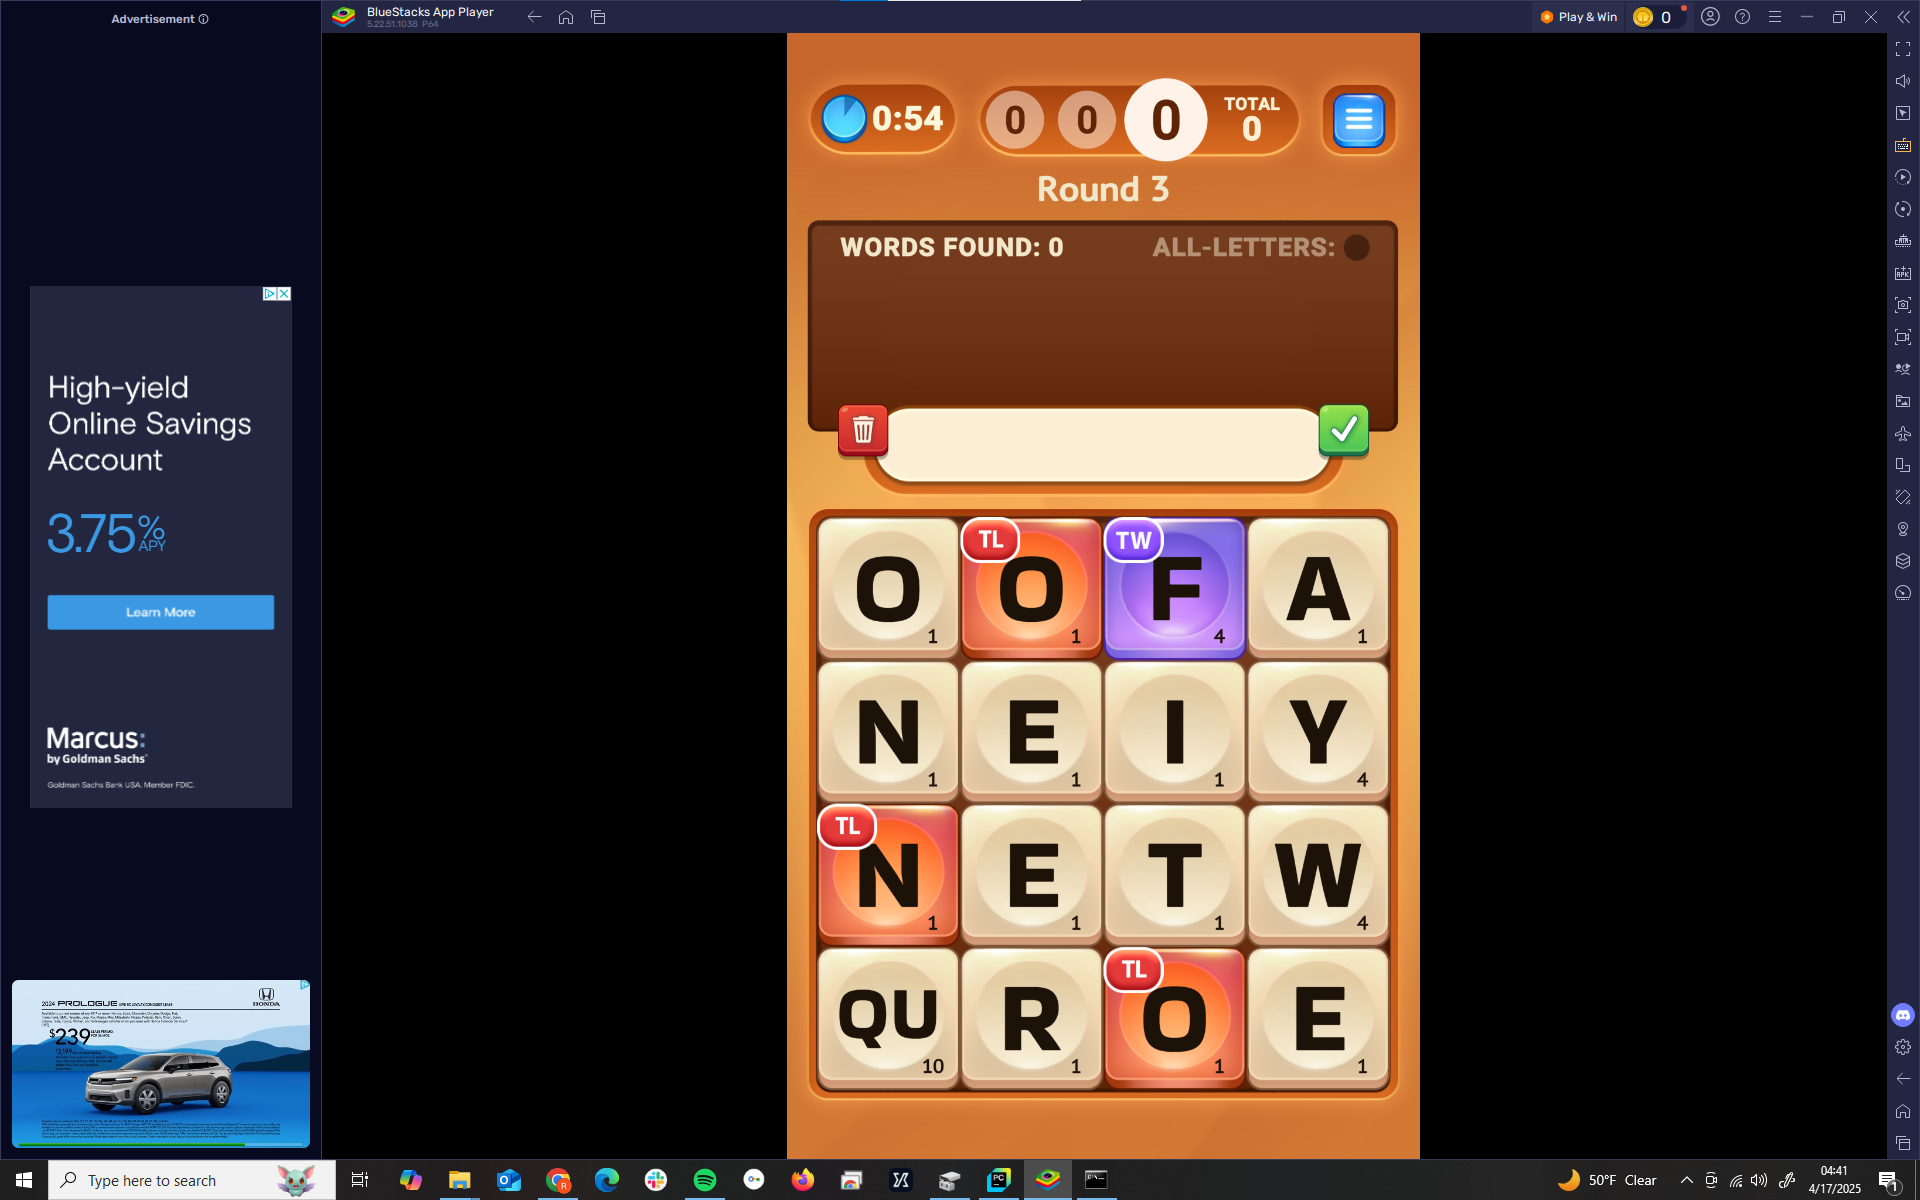 Advertisement
BlueStacks App Player
5.22.51.1038 P64
Play & Win
0
0:54
0 0 0
TOTAL
0
Round 3
WORDS FOUND: 0
ALL-LETTERS:
High-yield
Online Savings
Account
3.75%
APY
Learn More
Marcus:
by Goldman Sachs
Goldman Sachs Bank USA. Member FDIC.
TL
TW
O 1
O 1
F 4
A 1
N 1
E 1
I 1
Y 4
TL
N 1
E 1
T 1
W 4
TL
QU 10
R 1
O 1
E 1
APK
2024 PROLOGUE
HONDA
$239
Type here to search
PC
50°F Clear
04:41
4/17/2025
1